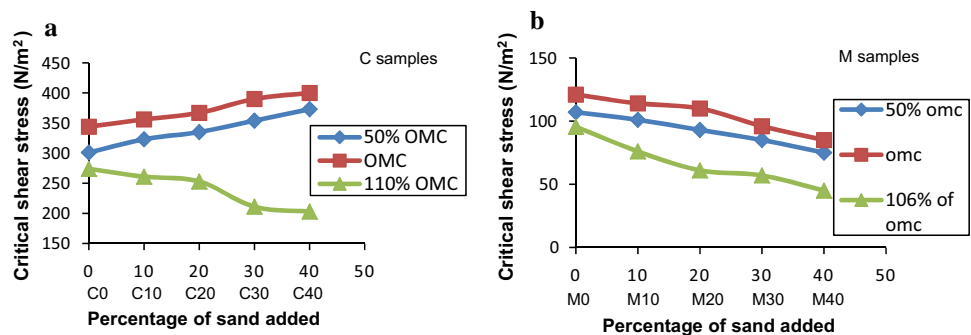 a
C samples
Critical shear stress (N/m²)
450
400
350
300
250
200
150
0 10 20 30 40 50
C0 C10 C20 C30 C40
Percentage of sand added
50% OMC
OMC
110% OMC
b
M samples
Critical shear stress (N/m²)
150
100
50
0
0 10 20 30 40 50
M0 M10 M20 M30 M40
Percentage of sand added
50% omc
omc
106% of
omc